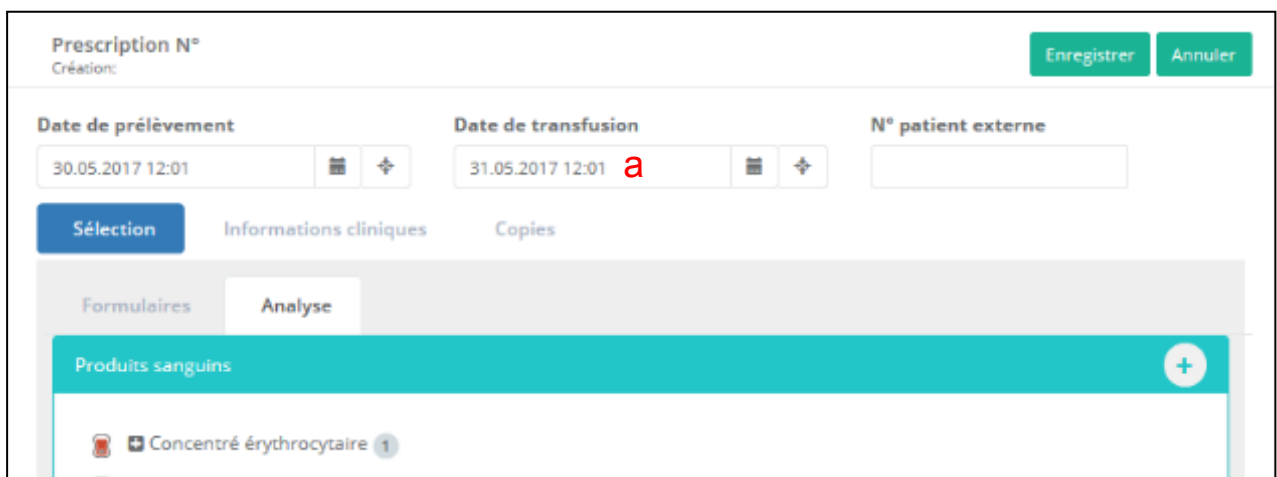 Prescription N°
Création:
Enregistrer Annuler
Date de prélèvement Date de transfusion N° patient externe
30.05.2017 12:01 31.05.2017 12:01 a
Sélection Informations cliniques Copies
Formulaires Analyse
Produits sanguins +
Concentré érythrocytaire 1